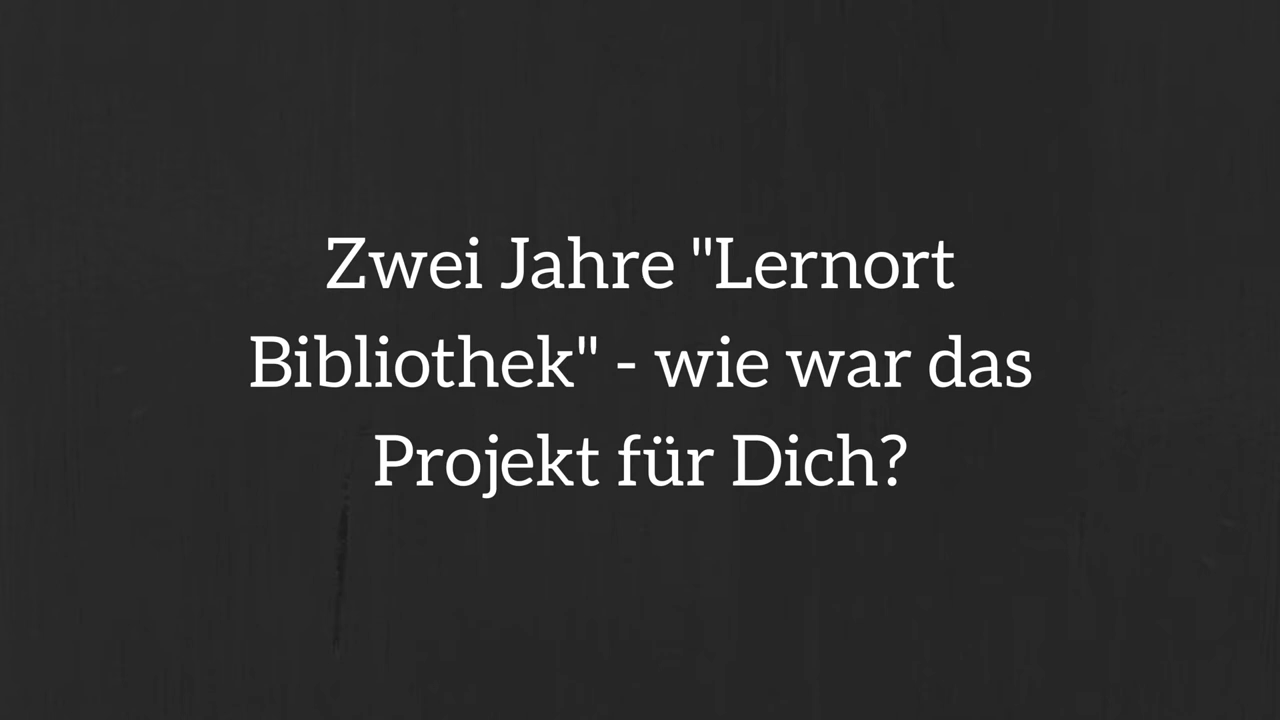 Zwei Jahre "Lernort
Bibliothek" - wie war das
Projekt für Dich?